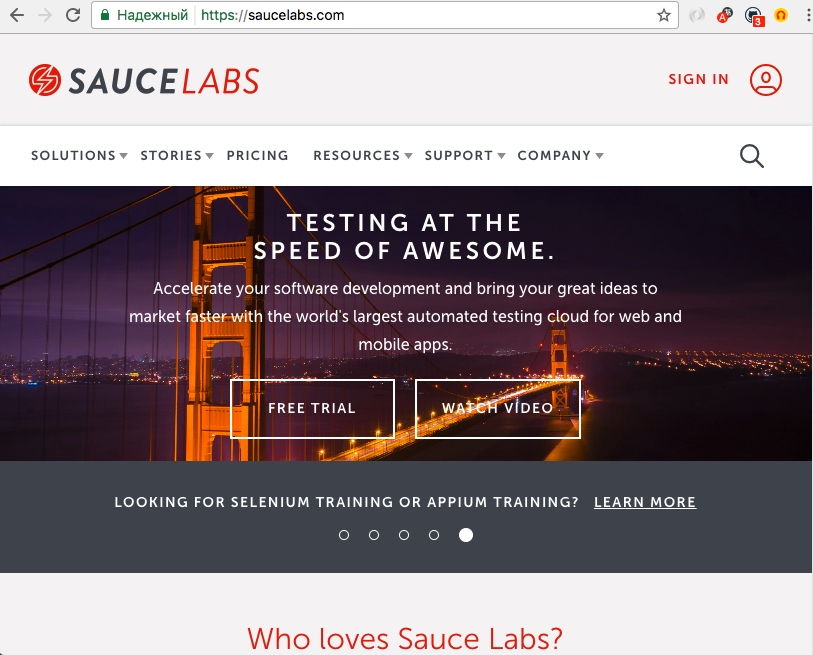 Надежный https://saucelabs.com
3
SAUCELABS
SIGN IN
SOLUTIONS STORIES PRICING RESOURCES SUPPORT COMPANY
TESTING AT THE
SPEED OF AWESOME.
Accelerate your software development and bring your great ideas to
market faster with the world's largest automated testing cloud for web and
mobile apps.
FREE TRIAL WATCH VIDEO
LOOKING FOR SELENIUM TRAINING OR APPIUM TRAINING? LEARN MORE
Who loves Sauce Labs?